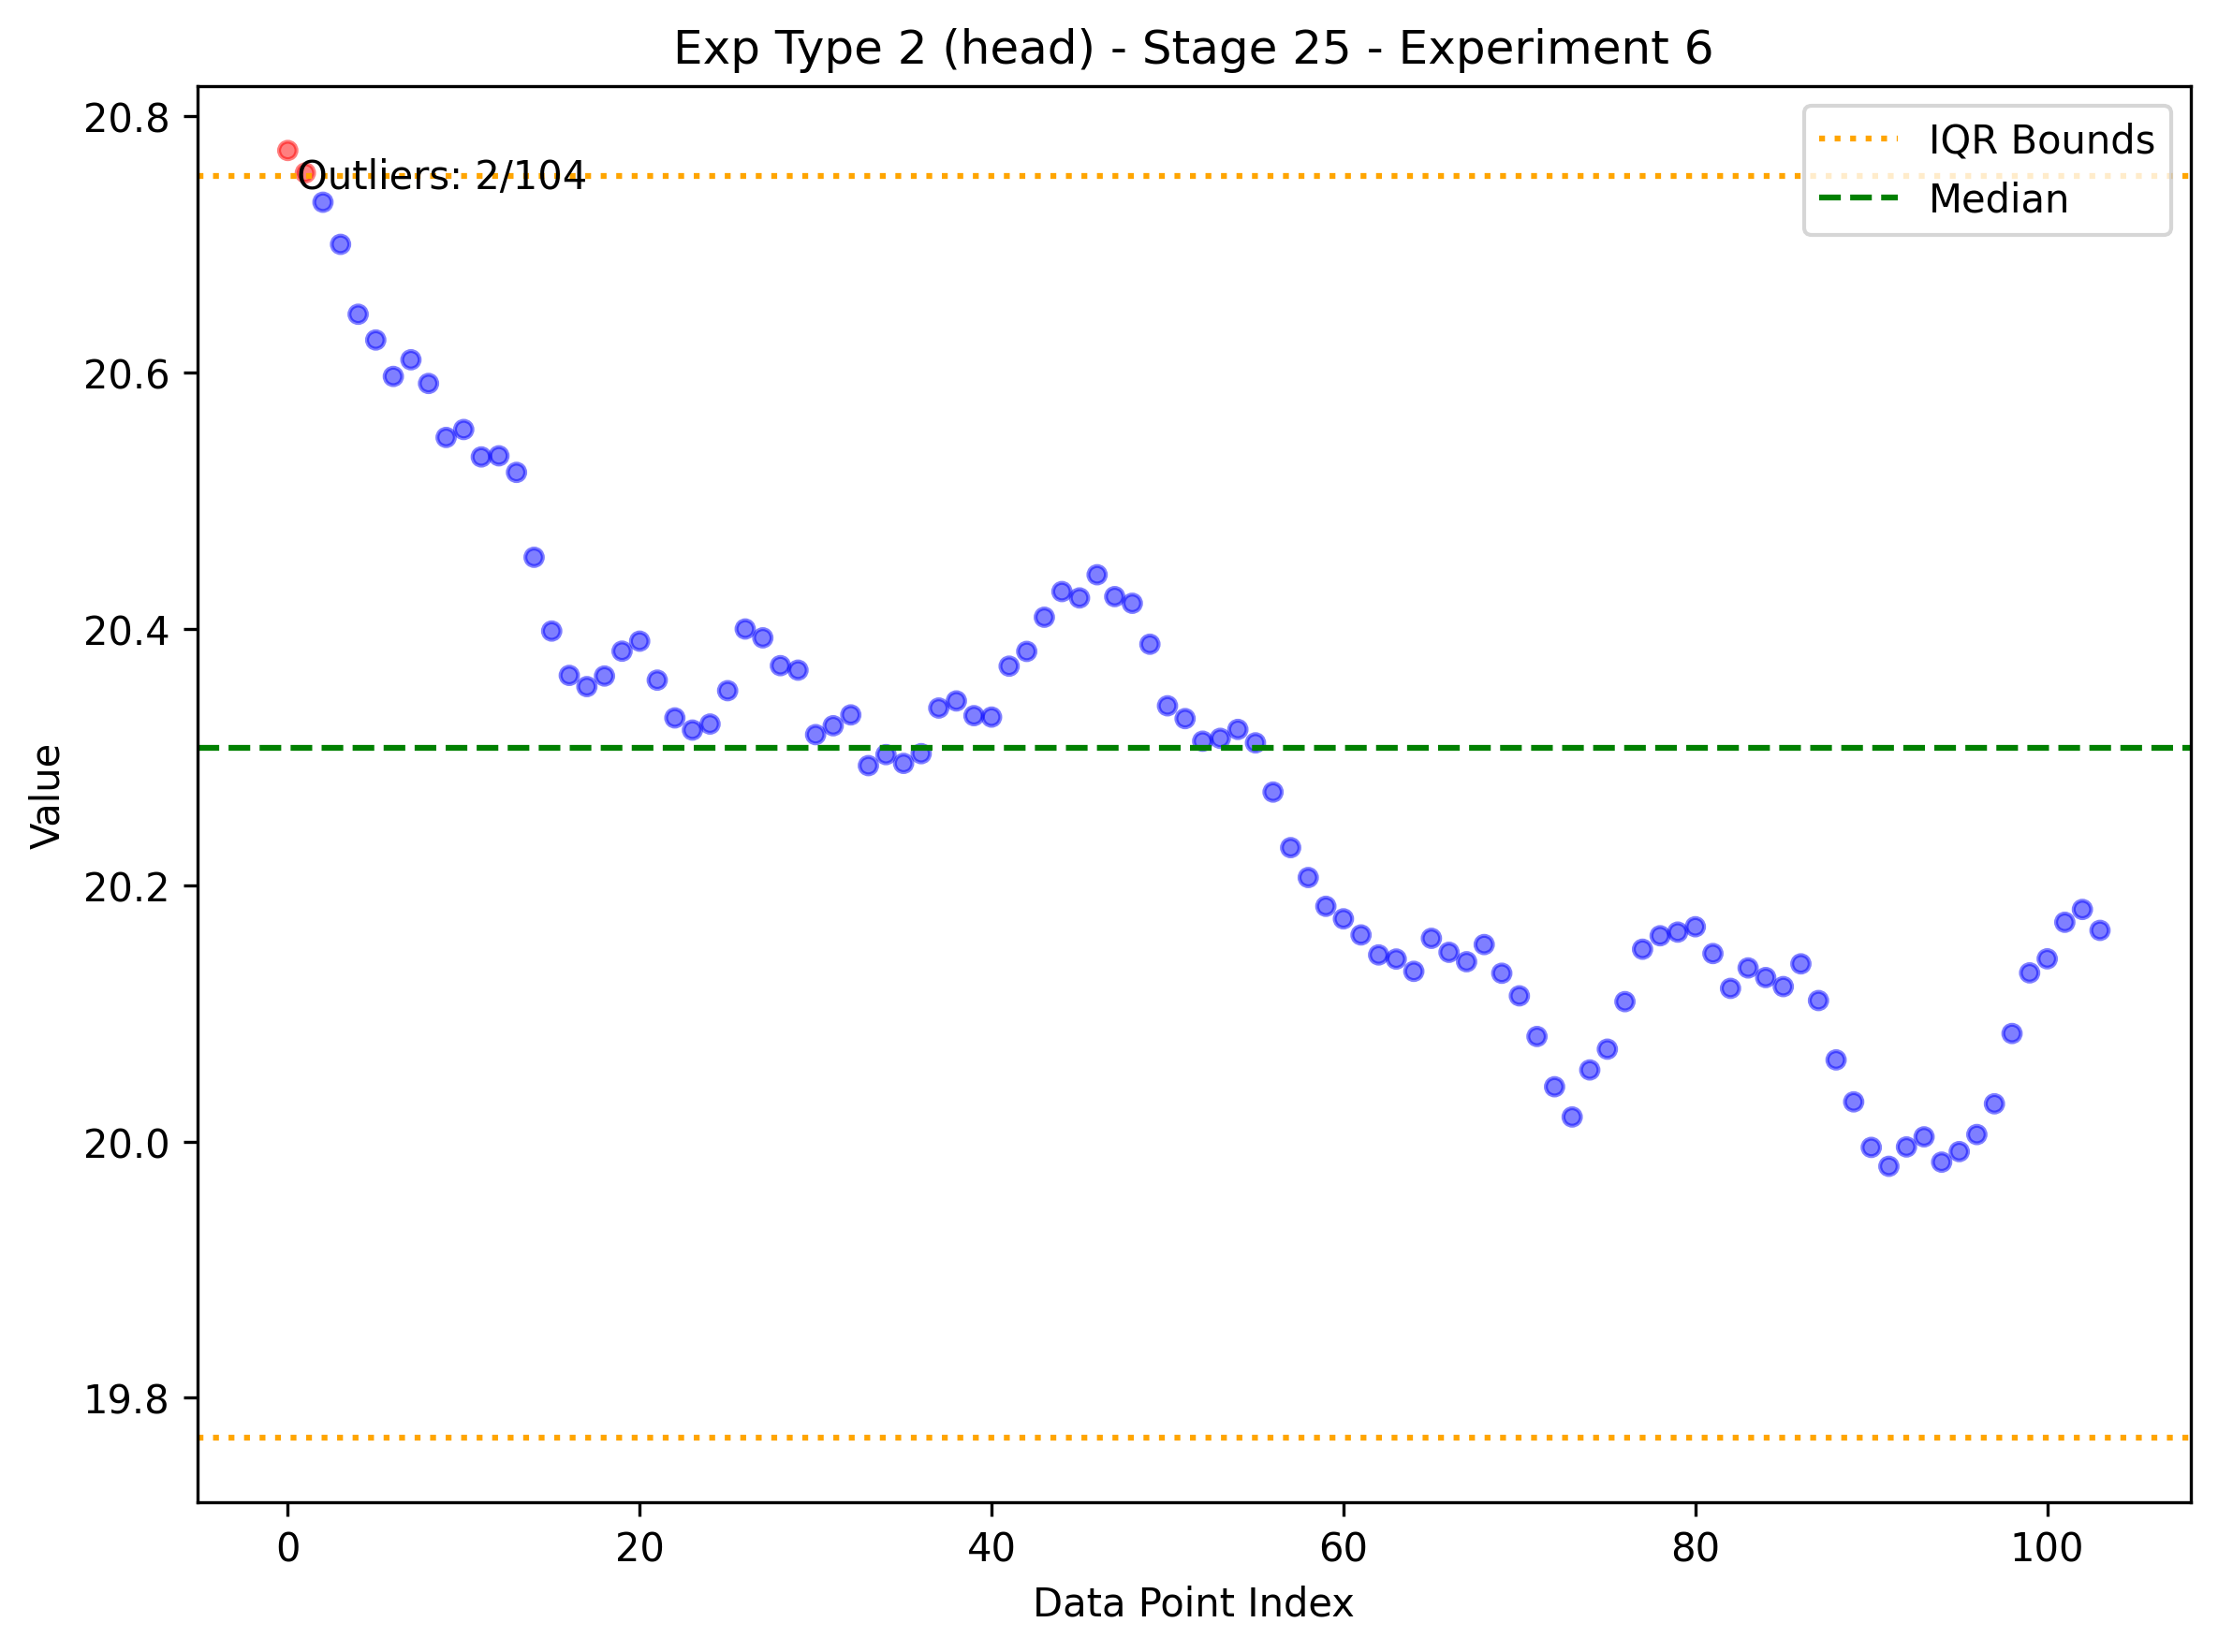 Exp Type 2 (head) - Stage 25 - Experiment 6
20.8
20.6
20.4
20.2
20.0
19.8
Value
Outliers: 2/104
IQR Bounds
Median
0 20 40 60 80 100
Data Point Index